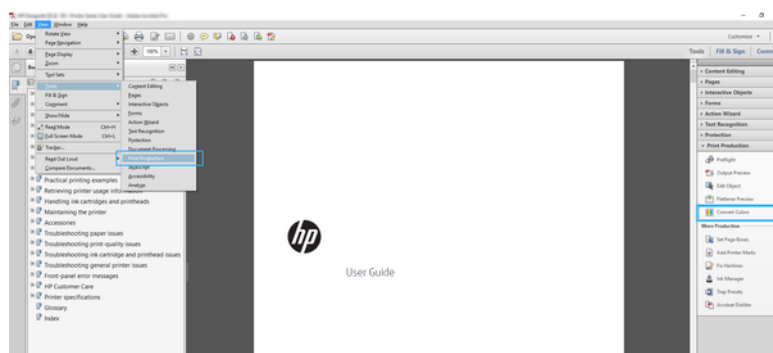 File Edit View Window Help
Rotate View
Page Navigation
Page Display
Zoom
Tool Sets
Tools
Fill & Sign
Comment
Show/Hide
Read Mode Ctrl+H
Full Screen Mode Ctrl+L
Tracker...
Read Out Loud
Compare Documents...
Content Editing
Pages
Interactive Objects
Forms
Action Wizard
Text Recognition
Protection
Document Processing
Print Production
JavaScript
Accessibility
Analyze
Customize
Tools Fill & Sign
Practical printing examples
Retrieving printer usage information
Handling ink cartridges and printheads
Maintaining the printer
Accessories
Troubleshooting paper issues
Troubleshooting print-quality issues
Troubleshooting ink cartridge and printhead issues
Troubleshooting general printer issues
Front-panel error messages
HP Customer Care
Printer specifications
Glossary
Index
hp
User Guide
Content Editing
Pages
Interactive Objects
Forms
Action Wizard
Text Recognition
Protection
Print Production
Preflight
Output Preview
Edit Object
Flattener Preview
Convert Colors
More Production
Set Page Boxes
Add Printer Marks
Fix Hairlines
Ink Manager
Trap Presets
Acrobat Distiller